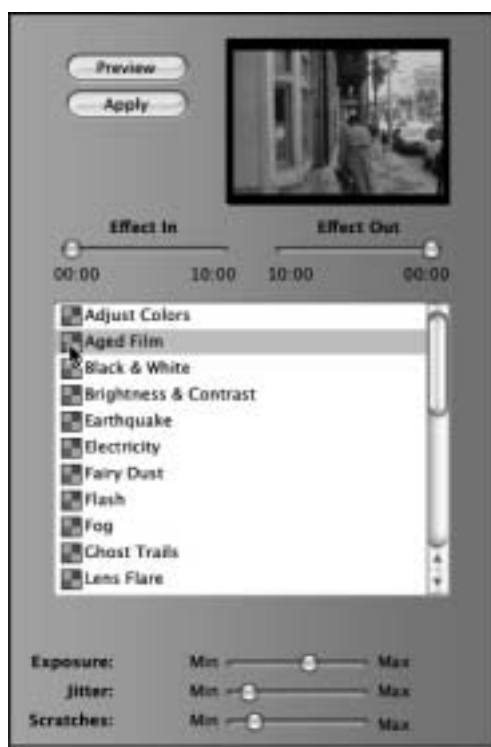 Preview
Apply
Effect In Effect Out
00:00 10:00 10:00 00:00
Adjust Colors
Aged Film
Black & White
Brightness & Contrast
Earthquake
Electricity
Fairy Dust
Flash
Fog
Ghost Trails
Lens Flare
Exposure: Min Max
Jitter: Min Max
Scratches: Min Max